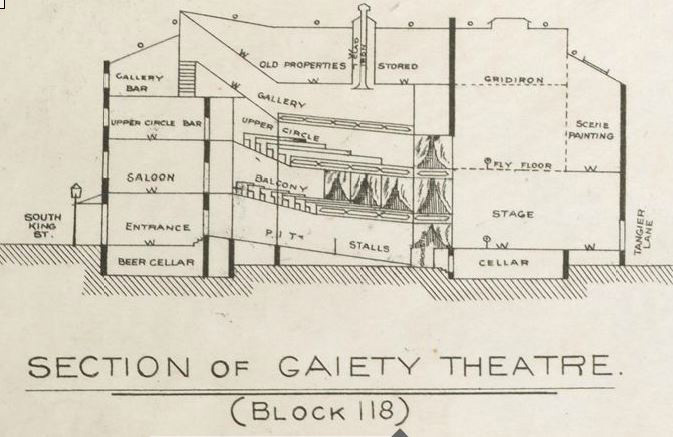 OLD PROPERTIES STORED
GALLERY
BAR
GALLERY
GRIDIRON
UPPER CIRCLE BAR
UPPER CIRCLE
SCENE
PAINTING
W
W
W
W
W
W
FLY FLOOR
W
SALOON
W
BALCONY
STAGE
SOUTH
KING
ST.
ENTRANCE
W
PIT
STALLS
W
W
TANGIER
LANE
BEER CELLAR
CELLAR
SECTION OF GAIETY THEATRE.
(BLOCK 118)